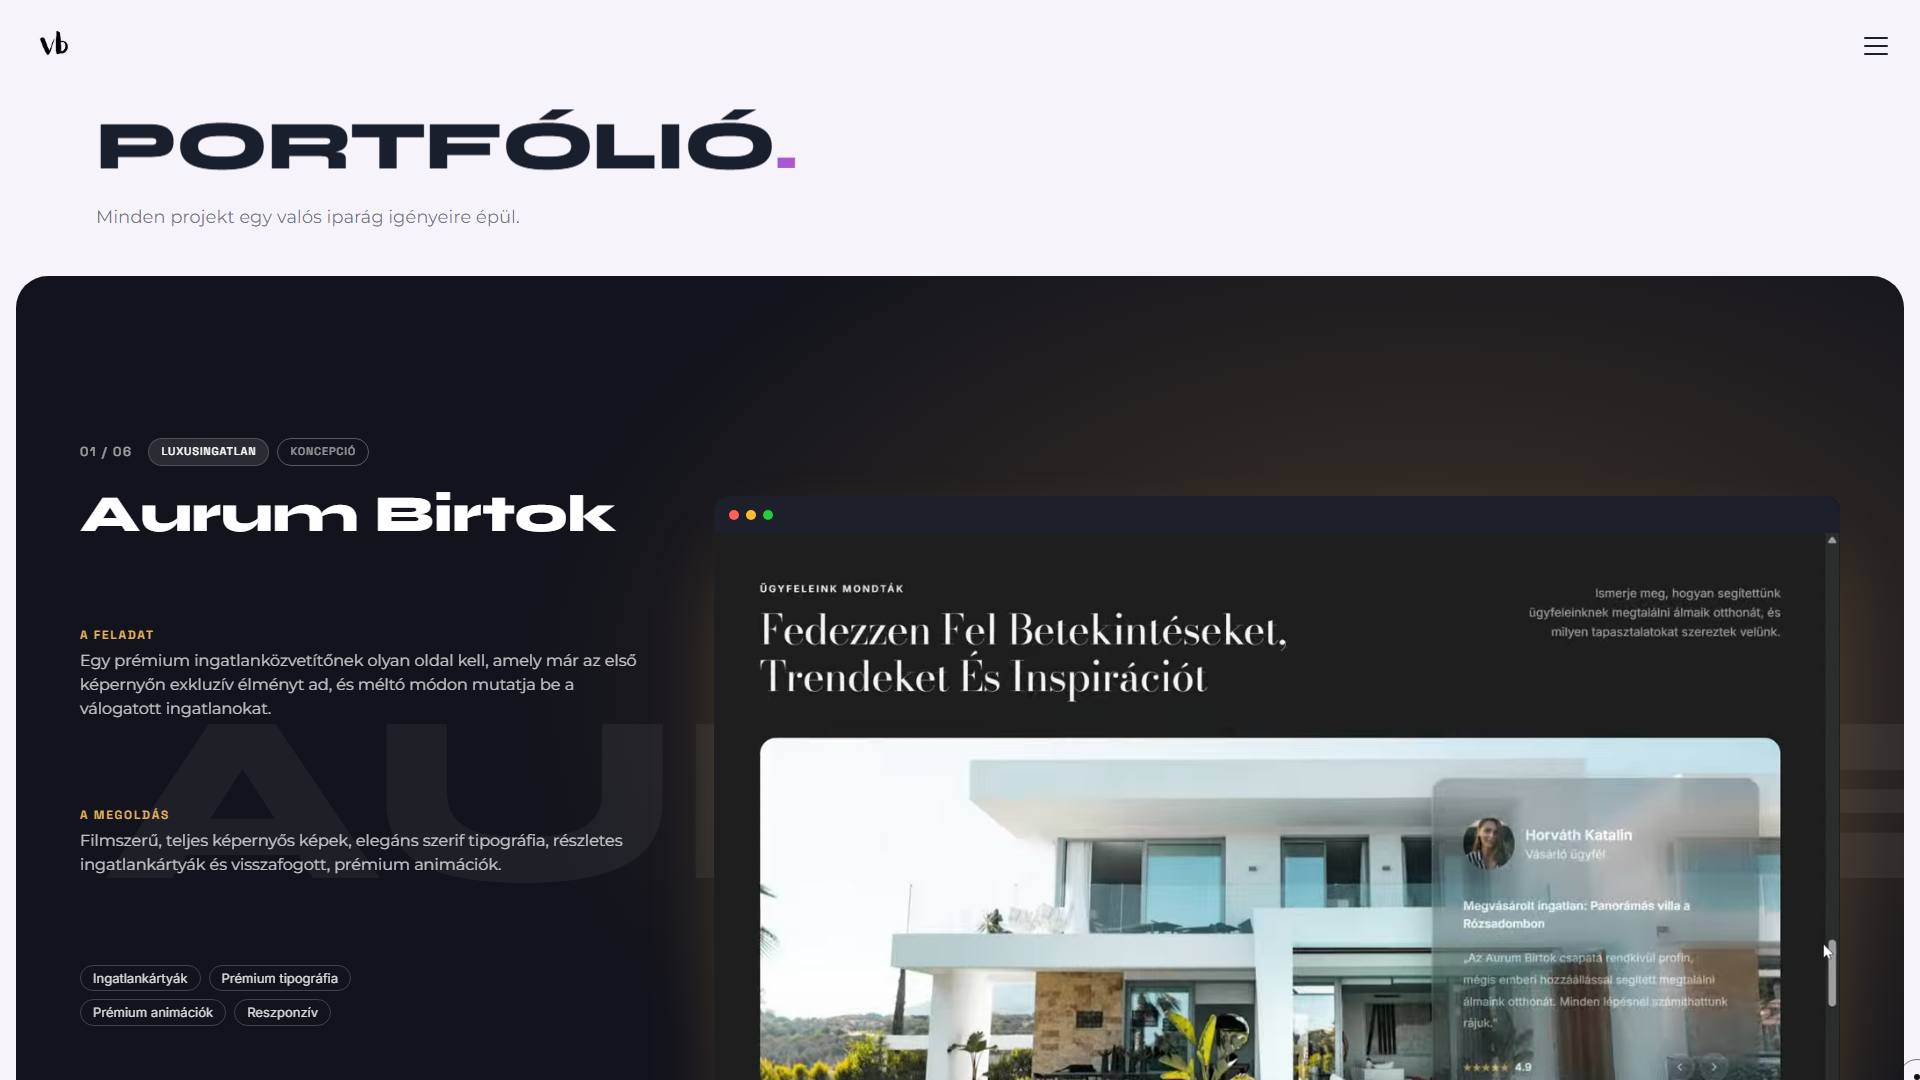 vb
PORTFÓLIÓ.
Minden projekt egy valós iparág igényeire épül.
01 / 06 LUXUSINGATLAN KONCEPCIÓ
Aurum Birtok
A FELADAT
Egy prémium ingatlanközvetítőnek olyan oldal kell, amely már az első
képernyőn exkluzív élményt ad, és méltó módon mutatja be a
válogatott ingatlanokat.
A MEGOLDÁS
Filmszerű, teljes képernyős képek, elegáns szerif tipográfia, részletes
ingatlankártyák és visszafogott, prémium animációk.
Ingatlankártyák Prémium tipográfia
Prémium animációk Reszponzív
ÜGYFELEINK MONDTÁK
Fedezzen Fel Betekintéseket,
Trendeket És Inspirációt
Ismerje meg, hogyan segítettünk
ügyfeleinknek megtalálni álmaik otthonát, és
milyen tapasztalatokat szereztek velünk.
Horváth Katalin
Vásárló ügyfél
Megvásárolt ingatlan: Panorámás villa a
Rózsadombon
„Az Aurum Birtok csapata rendkívül profin,
mégis emberi hozzáállással segített megtalálni
álmaink otthonát. Minden lépésnél számíthattunk
rájuk."
★★★★★ 4.9